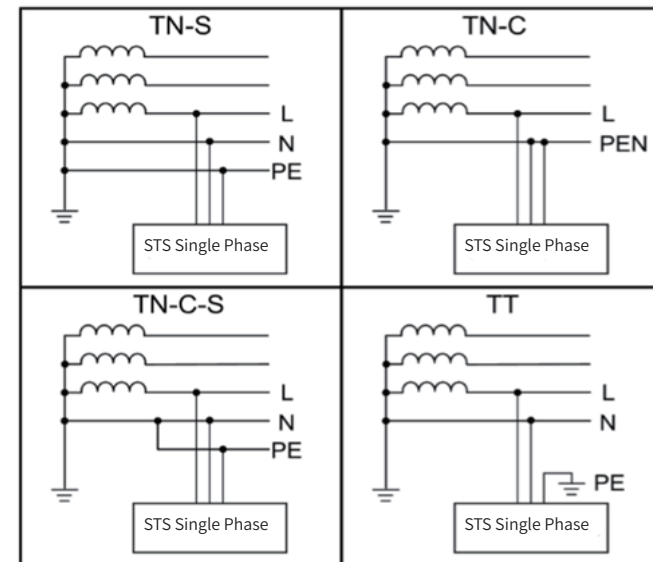 TN-S
L
N
PE
STS Single Phase
TN-C
L
PEN
STS Single Phase
TN-C-S
L
N
PE
STS Single Phase
TT
L
N
PE
STS Single Phase